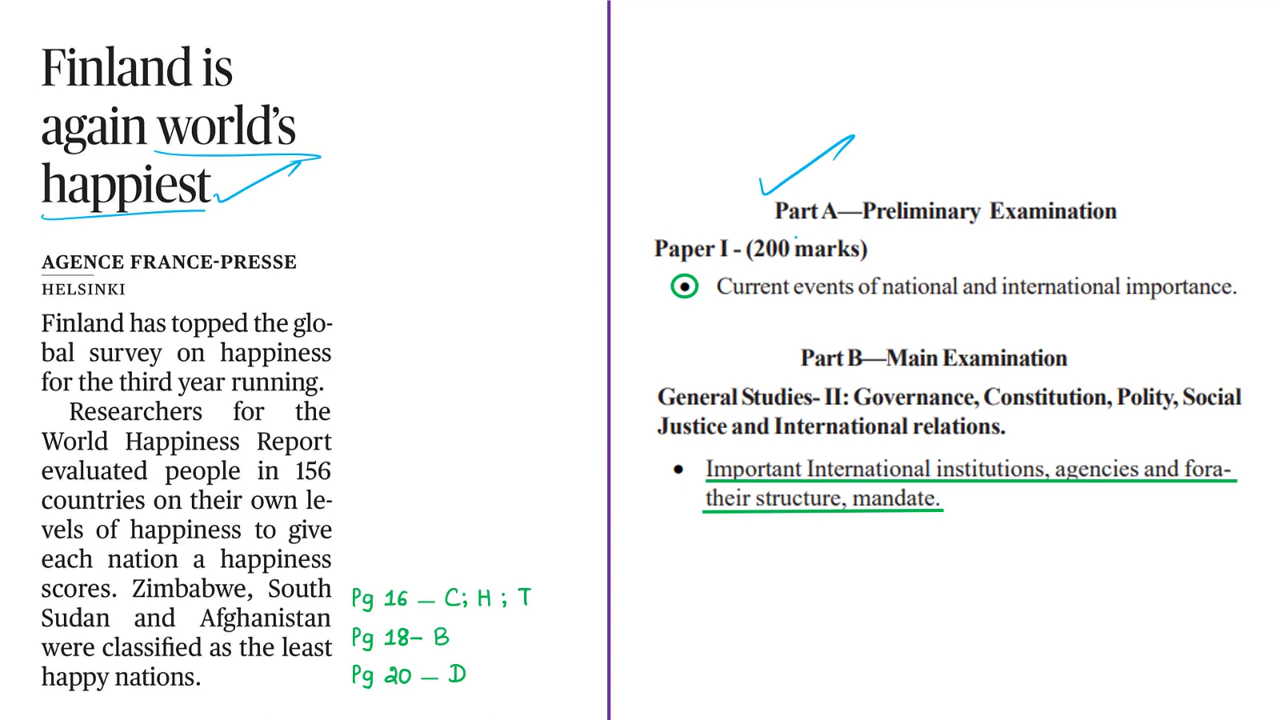 Finland is
again world's
happiest
AGENCE FRANCE-PRESSE
HELSINKI
Finland has topped the glo-
bal survey on happiness
for the third year running.
Researchers for the
World Happiness Report
evaluated people in 156
countries on their own le-
vels of happiness to give
each nation a happiness
scores. Zimbabwe, South
Sudan and Afghanistan
were classified as the least
happy nations.
Pg 16 – C; H ; T
Pg 18- B
Pg 20 – D
Part A—Preliminary Examination
Paper I - (200 marks)
• Current events of national and international importance.
Part B—Main Examination
General Studies- II: Governance, Constitution, Polity, Social
Justice and International relations.
• Important International institutions, agencies and fora-
their structure, mandate.